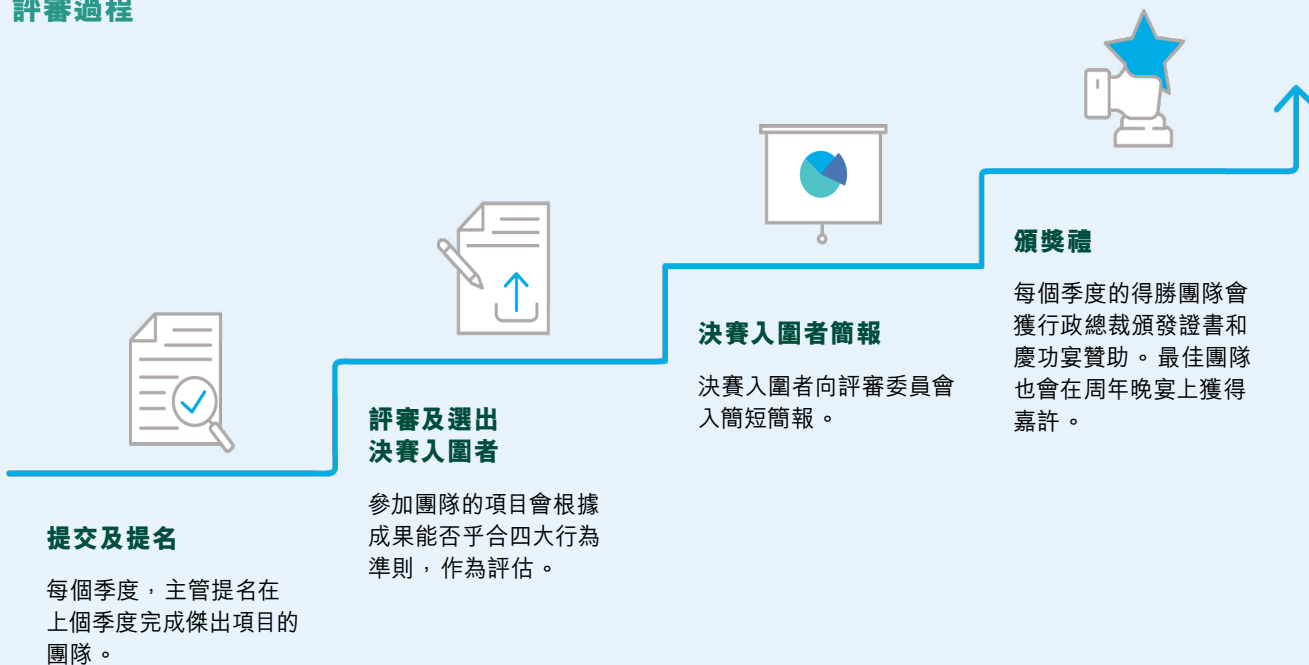 評審過程
提交及提名
每個季度，主管提名在
上個季度完成傑出項目的
團隊。
評審及選出
決賽入圍者
參加團隊的項目會根據
成果能否乎合四大行為
準則，作為評估。
決賽入圍者簡報
決賽入圍者向評審委員會
入簡短簡報。
頒獎禮
每個季度的得勝團隊會
獲行政總裁頒發證書和
慶功宴贊助。最佳團隊
也會在周年晚宴上獲得
嘉許。